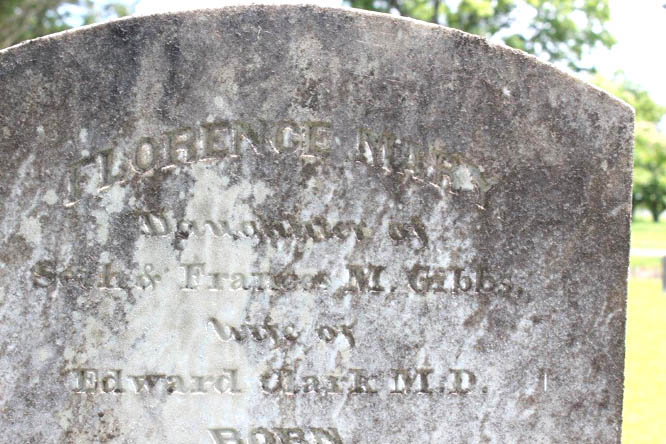 FLORENCE MARY
Daughter of
Seth & Frances M. Gibbs,
Wife of
Edward Clark M.D.
BORN